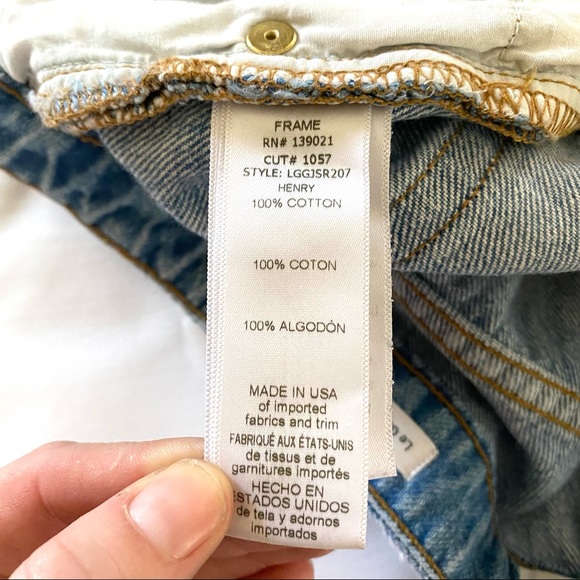 FRAME
RN# 139021
CUT# 1057
STYLE: LGGJSR207
HENRY
100% COTTON
100% COTON
100% ALGODÓN
MADE IN USA
of imported
fabrics and trim
FABRIQUÉ AUX ÉTATS-UNIS
de tissus et de
garnitures importés
HECHO EN
ESTADOS UNIDOS
de tela y adornos
importados
Le